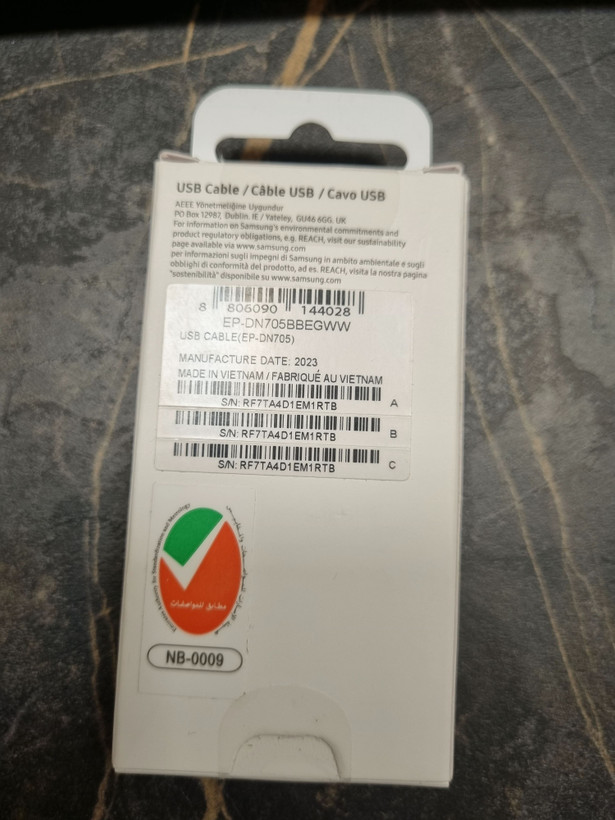 USB Cable / Câble USB / Cavo USB
AEEE Yönetmeliğine Uygundur
PO Box 12987, Dublin. IE / Yateley, GU46 6GG. UK
For information on Samsung's environmental commitments and
product regulatory obligations, e.g. REACH, visit our sustainability
page available via www.samsung.com
per informazioni sugli impegni di Samsung in ambito ambientale e sugli
obblighi di conformità del prodotto, ad es. REACH, visita la nostra pagina
"sostenibilità" disponibile su www.samsung.com
8 806090 144028
EP-DN705BBEGWW
USB CABLE(EP-DN705)
MANUFACTURE DATE: 2023
MADE IN VIETNAM / FABRIQUÉ AU VIETNAM
S/N: RF7TA4D1EM1RTB A
S/N: RF7TA4D1EM1RTB B
S/N: RF7TA4D1EM1RTB C
مطابق للمواصفات
NB-0009